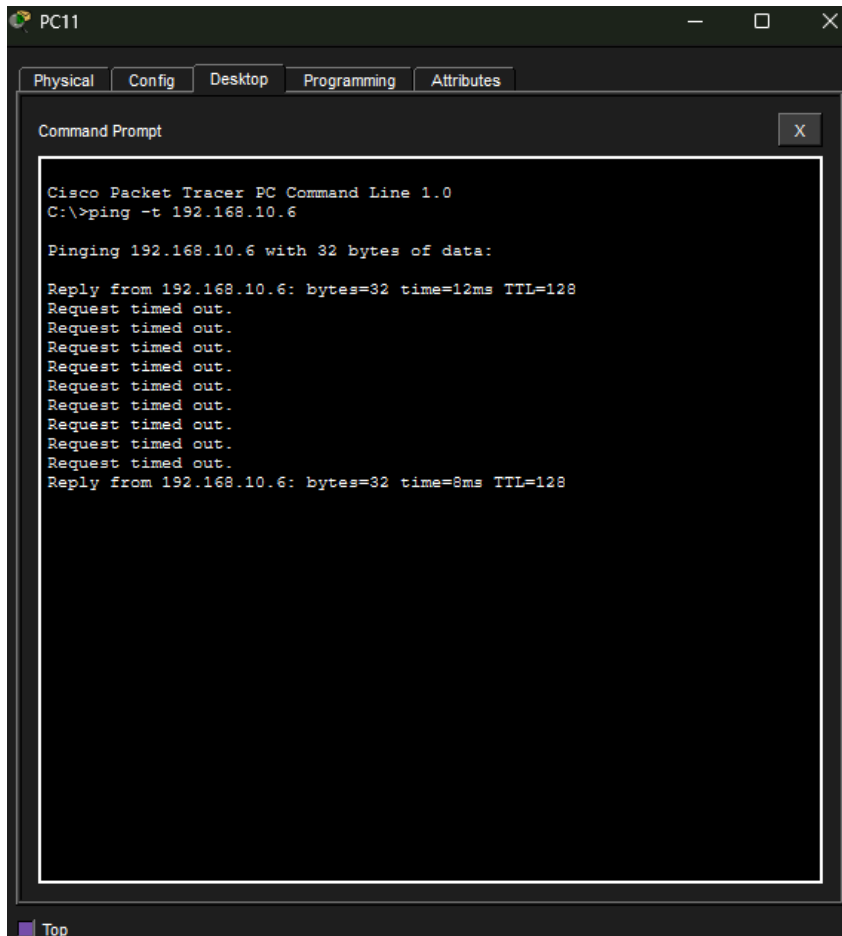 PC11
Physical Config Desktop Programming Attributes
Command Prompt
X
Cisco Packet Tracer PC Command Line 1.0
C:\>ping -t 192.168.10.6
Pinging 192.168.10.6 with 32 bytes of data:
Reply from 192.168.10.6: bytes=32 time=12ms TTL=128
Request timed out.
Request timed out.
Request timed out.
Request timed out.
Request timed out.
Request timed out.
Request timed out.
Request timed out.
Request timed out.
Reply from 192.168.10.6: bytes=32 time=8ms TTL=128
Top